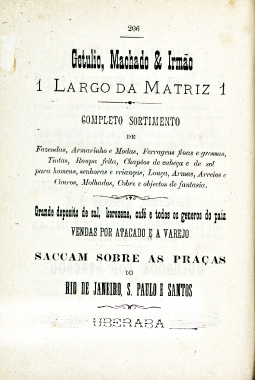 206
Getulio, Machado & Irmão
1 LARGO DA MATRIZ 1
COMPLETO SORTIMENTO
DE
Fazendas, Armarinho e Modas, Ferragens finas e grossas,
Tintas, Roupa feita, Chapéos de cabeça e de sol
para homens, senhoras e crianças, Louça, Armas, Arreios e
Couros, Molhados, Cobre e objectos de fantasia.
Grande deposito de sal, kerosene, café e todos os generos do paiz
VENDAS POR ATACADO E A VAREJO
SACCAM SOBRE AS PRAÇAS
DO
RIO DE JANEIRO, S. PAULO E SANTOS
UBERABA